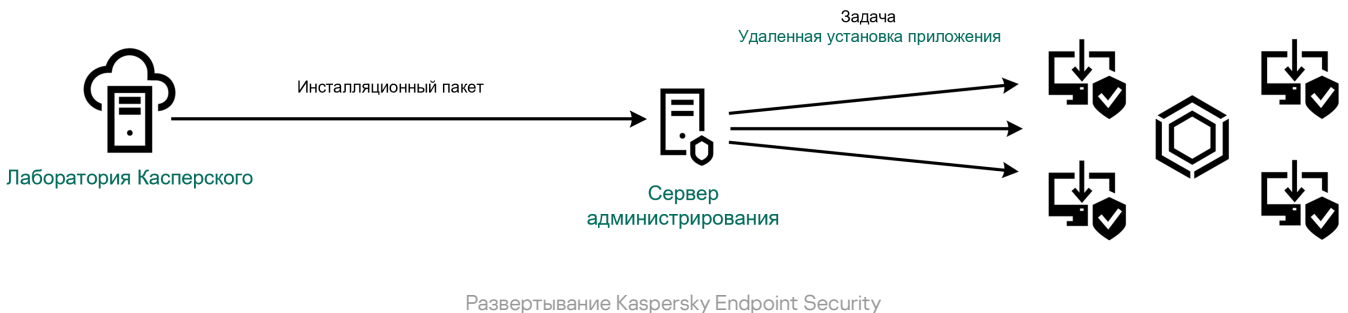 Задача
Удаленная установка приложения
Инсталляционный пакет
Лаборатория Касперского
Сервер
администрирования
Развертывание Kaspersky Endpoint Security